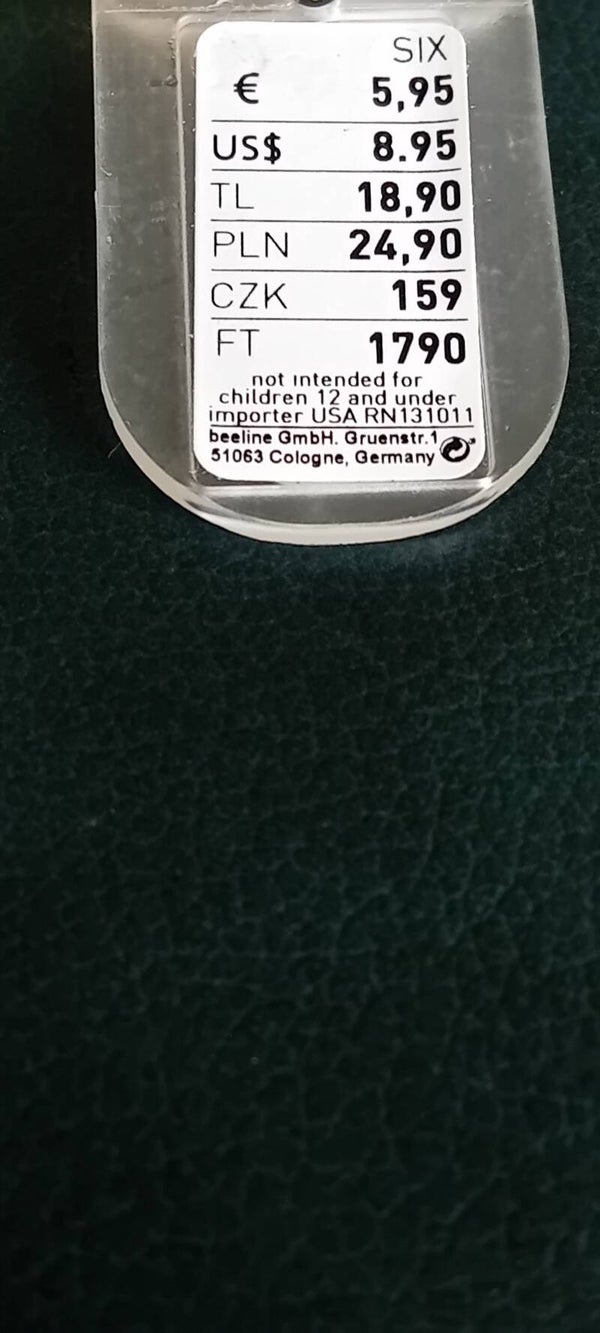 SIX
€ 5,95
US$ 8.95
TL 18,90
PLN 24,90
CZK 159
FT 1790
not intended for
children 12 and under
importer USA RN131011
beeline GmbH. Gruenstr.1
51063 Cologne, Germany